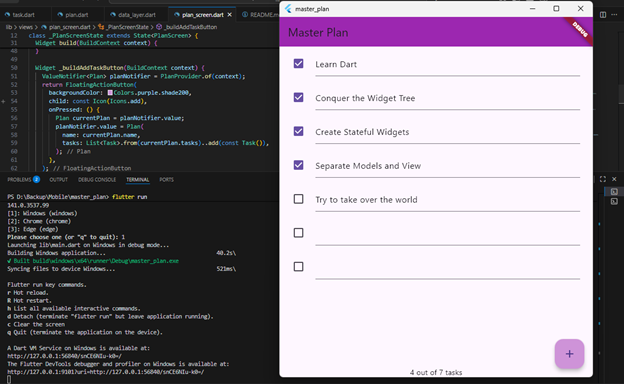 task.dart
plan.dart
data_layer.dart
plan_screen.dart
README.m
lib > views > plan_screen.dart > _PlanScreenState > _buildAddTaskButton
12 class _PlanScreenState extends State<PlanScreen> {
13 Widget build(BuildContext context) {
48 }
49
50 Widget _buildAddTaskButton(BuildContext context) {
51 ValueNotifier<Plan> planNotifier = PlanProvider.of(context);
52 return FloatingActionButton(
53 backgroundColor: Colors.purple.shade200,
54 child: const Icon(Icons.add),
55 onPressed: () {
56 Plan currentPlan = planNotifier.value;
57 planNotifier.value = Plan(
58 name: currentPlan.name,
59 tasks: List<Task>.from(currentPlan.tasks)..add(const Task()),
60 ); // Plan
61 },
62 ); // FloatingActionButton
PROBLEMS 2 OUTPUT DEBUG CONSOLE TERMINAL PORTS
PS D:\Backup\Mobile\master_plan> flutter run
141.0.3537.99
[1]: Windows (windows)
[2]: Chrome (chrome)
[3]: Edge (edge)
Please choose one (or "q" to quit): 1
Launching lib\main.dart on Windows in debug mode...
Building Windows application... 40.2s\
√ Built build\windows\x64\runner\Debug\master_plan.exe
Syncing files to device Windows... 521ms\
Flutter run key commands.
r Hot reload.
R Hot restart.
h List all available interactive commands.
d Detach (terminate "flutter run" but leave application running).
c Clear the screen
q Quit (terminate the application on the device).
A Dart VM Service on Windows is available at:
http://127.0.0.1:56840/snCE6NIu-k0=/
The Flutter DevTools debugger and profiler on Windows is available at:
http://127.0.0.1:9101?uri=http://127.0.0.1:56840/snCE6NIu-k0=/
master_plan
Master Plan
DEBUG
Learn Dart
Conquer the Widget Tree
Create Stateful Widgets
Separate Models and View
Try to take over the world
+
4 out of 7 tasks